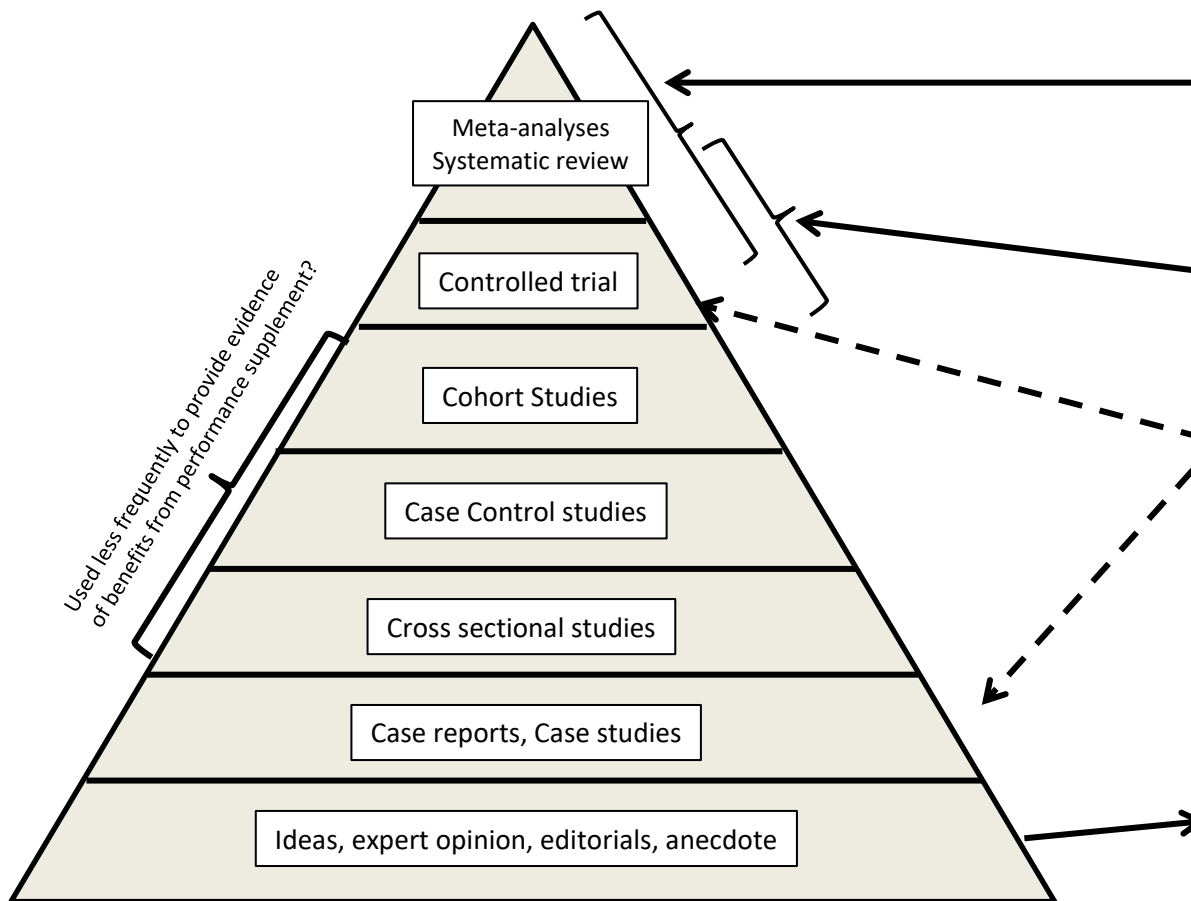 Meta-analyses
Systematic review
Controlled trial
Used less frequently to provide evidence
of benefits from performance supplement?
Cohort Studies
Case Control studies
Cross sectional studies
Case reports, Case studies
Ideas, expert opinion, editorials, anecdote